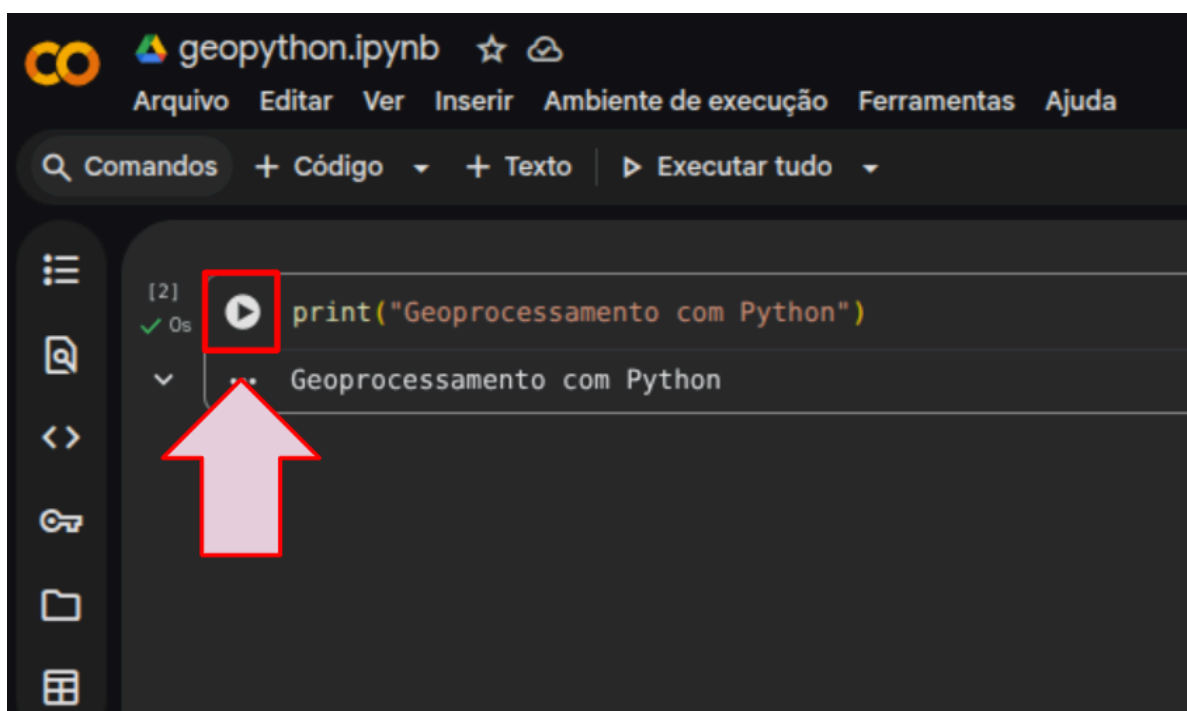 CO geopython.ipynb
Arquivo Editar Ver Inserir Ambiente de execução Ferramentas Ajuda
Comandos + Código + Texto Executar tudo
[2]
0s
print("Geoprocessamento com Python")
... Geoprocessamento com Python